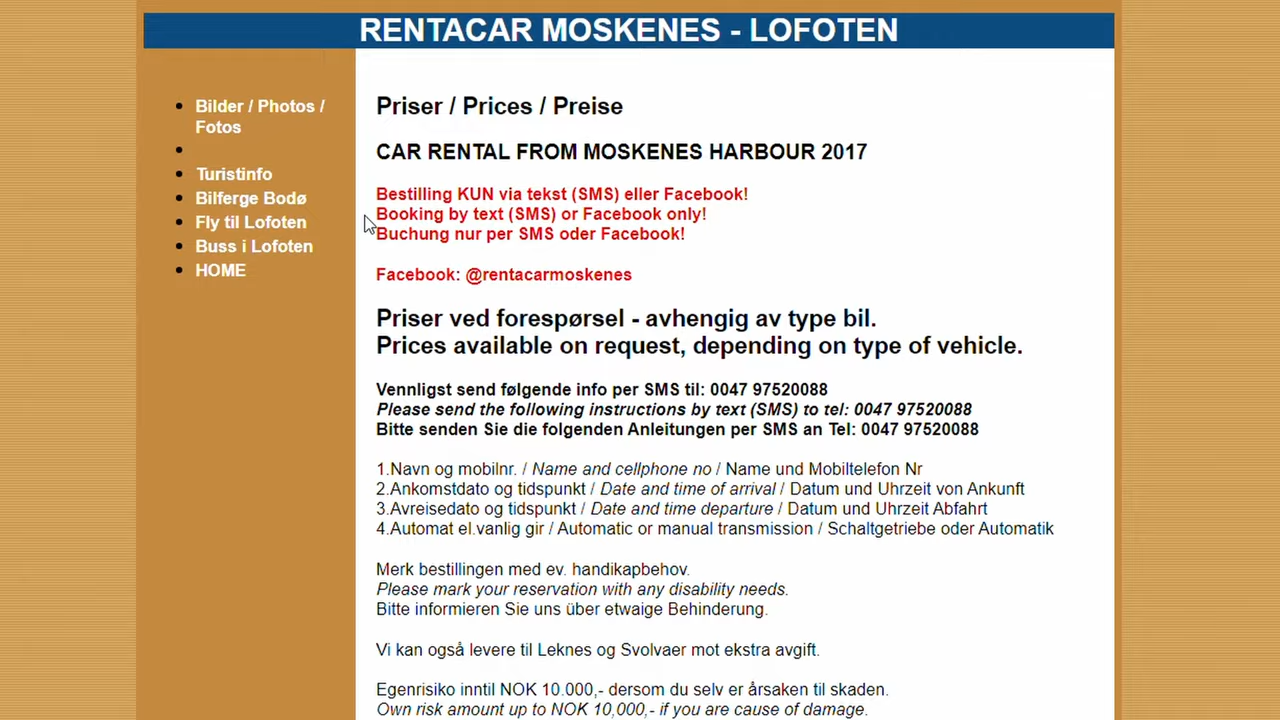 RENTACAR MOSKENES - LOFOTEN
Bilder / Photos /
Fotos
Turistinfo
Bilferge Bodø
Fly til Lofoten
Buss i Lofoten
HOME
Priser / Prices / Preise
CAR RENTAL FROM MOSKENES HARBOUR 2017
Bestilling KUN via tekst (SMS) eller Facebook!
Booking by text (SMS) or Facebook only!
Buchung nur per SMS oder Facebook!
Facebook: @rentacarmoskenes
Priser ved forespørsel - avhengig av type bil.
Prices available on request, depending on type of vehicle.
Vennligst send følgende info per SMS til: 0047 97520088
Please send the following instructions by text (SMS) to tel: 0047 97520088
Bitte senden Sie die folgenden Anleitungen per SMS an Tel: 0047 97520088
1.Navn og mobilnr. / Name and cellphone no / Name und Mobiltelefon Nr
2.Ankomstdato og tidspunkt / Date and time of arrival / Datum und Uhrzeit von Ankunft
3.Avreisedato og tidspunkt / Date and time departure / Datum und Uhrzeit Abfahrt
4.Automat el.vanlig gir / Automatic or manual transmission / Schaltgetriebe oder Automatik
Merk bestillingen med ev. handikapbehov.
Please mark your reservation with any disability needs.
Bitte informieren Sie uns über etwaige Behinderung.
Vi kan også levere til Leknes og Svolvaer mot ekstra avgift.
Egenrisiko inntil NOK 10.000,- dersom du selv er årsaken til skaden.
Own risk amount up to NOK 10,000,- if you are cause of damage.